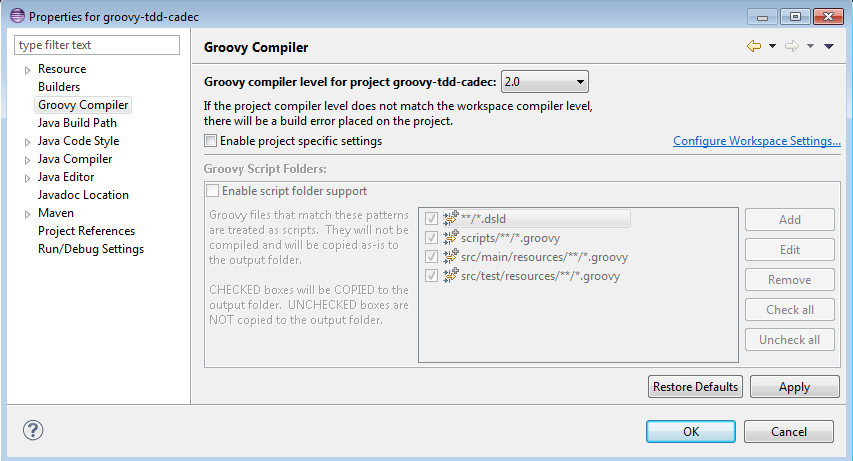 Properties for groovy-tdd-cadec
type filter text
Resource
Builders
Groovy Compiler
Java Build Path
Java Code Style
Java Compiler
Java Editor
Javadoc Location
Maven
Project References
Run/Debug Settings
Groovy Compiler
Groovy compiler level for project groovy-tdd-cadec: 2.0
If the project compiler level does not match the workspace compiler level,
there will be a build error placed on the project.
Enable project specific settings
Configure Workspace Settings...
Groovy Script Folders:
Enable script folder support
Groovy files that match these patterns
are treated as scripts. They will not be
compiled and will be copied as-is to
the output folder.
CHECKED boxes will be COPIED to the
output folder. UNCHECKED boxes are
NOT copied to the output folder.
**/*.dsld
scripts/**/*.groovy
src/main/resources/**/*.groovy
src/test/resources/**/*.groovy
Add
Edit
Remove
Check all
Uncheck all
Restore Defaults
Apply
?
OK
Cancel